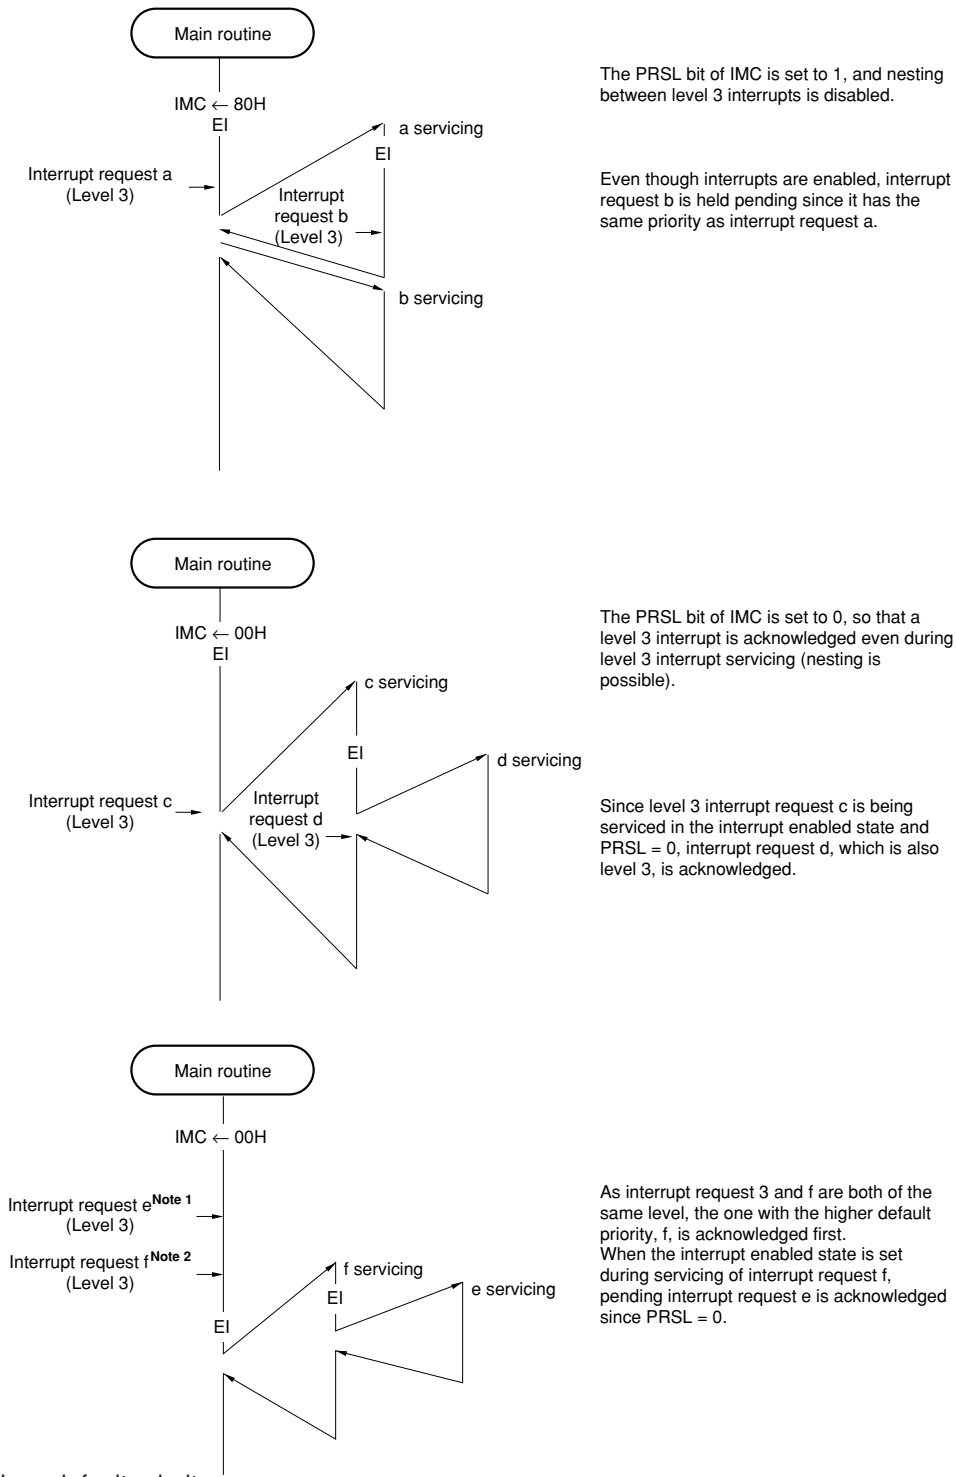 Main routine
IMC ← 80H
EI
Interrupt request a
(Level 3)
a servicing
EI
Interrupt
request b
(Level 3)
b servicing
The PRSL bit of IMC is set to 1, and nesting
between level 3 interrupts is disabled.
Even though interrupts are enabled, interrupt
request b is held pending since it has the
same priority as interrupt request a.
Main routine
IMC ← 00H
EI
Interrupt request c
(Level 3)
c servicing
EI
Interrupt
request d
(Level 3)
d servicing
The PRSL bit of IMC is set to 0, so that a
level 3 interrupt is acknowledged even during
level 3 interrupt servicing (nesting is
possible).
Since level 3 interrupt request c is being
serviced in the interrupt enabled state and
PRSL = 0, interrupt request d, which is also
level 3, is acknowledged.
Main routine
IMC ← 00H
Interrupt request e Note 1
(Level 3)
Interrupt request f Note 2
(Level 3)
EI
f servicing
EI
e servicing
As interrupt request 3 and f are both of the
same level, the one with the higher default
priority, f, is acknowledged first.
When the interrupt enabled state is set
during servicing of interrupt request f,
pending interrupt request e is acknowledged
since PRSL = 0.